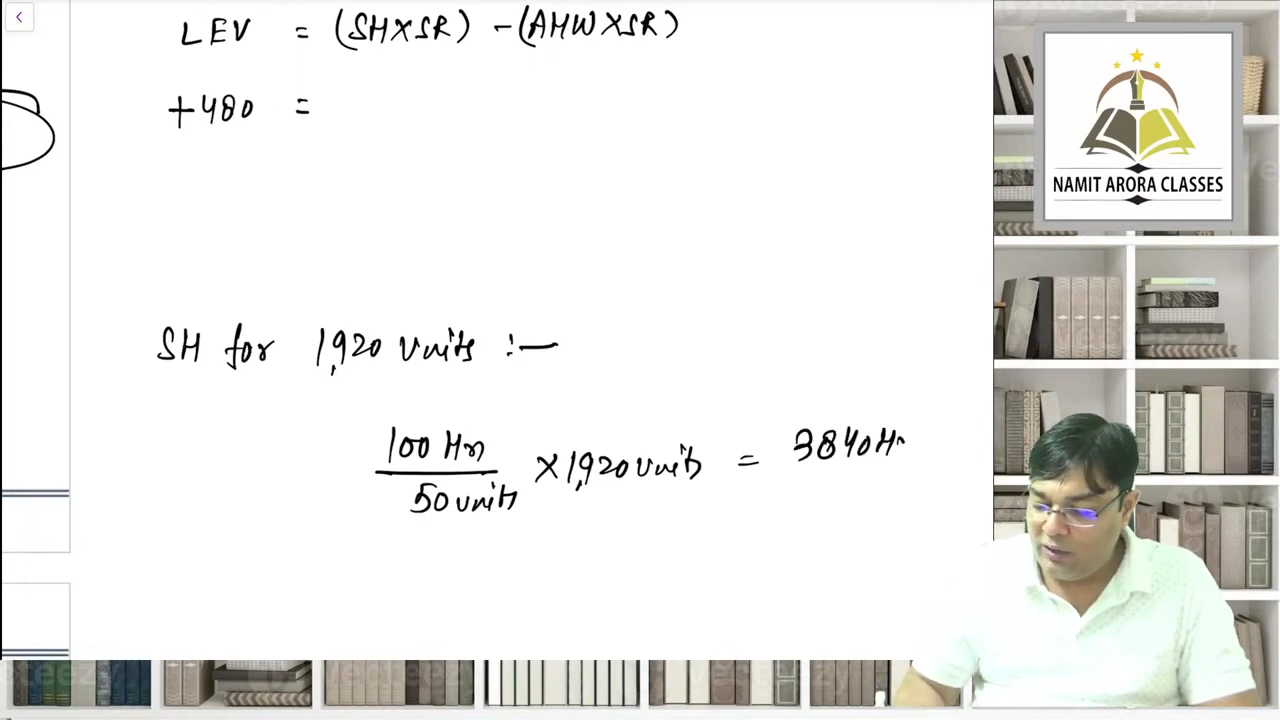 LEV = (SH×SR) - (AHW×SR)
+480 =
NAMIT ARORA CLASSES
SH for 1,920 Units :—
100 Hrs
50 units
× 1,920 units = 3840 Hr